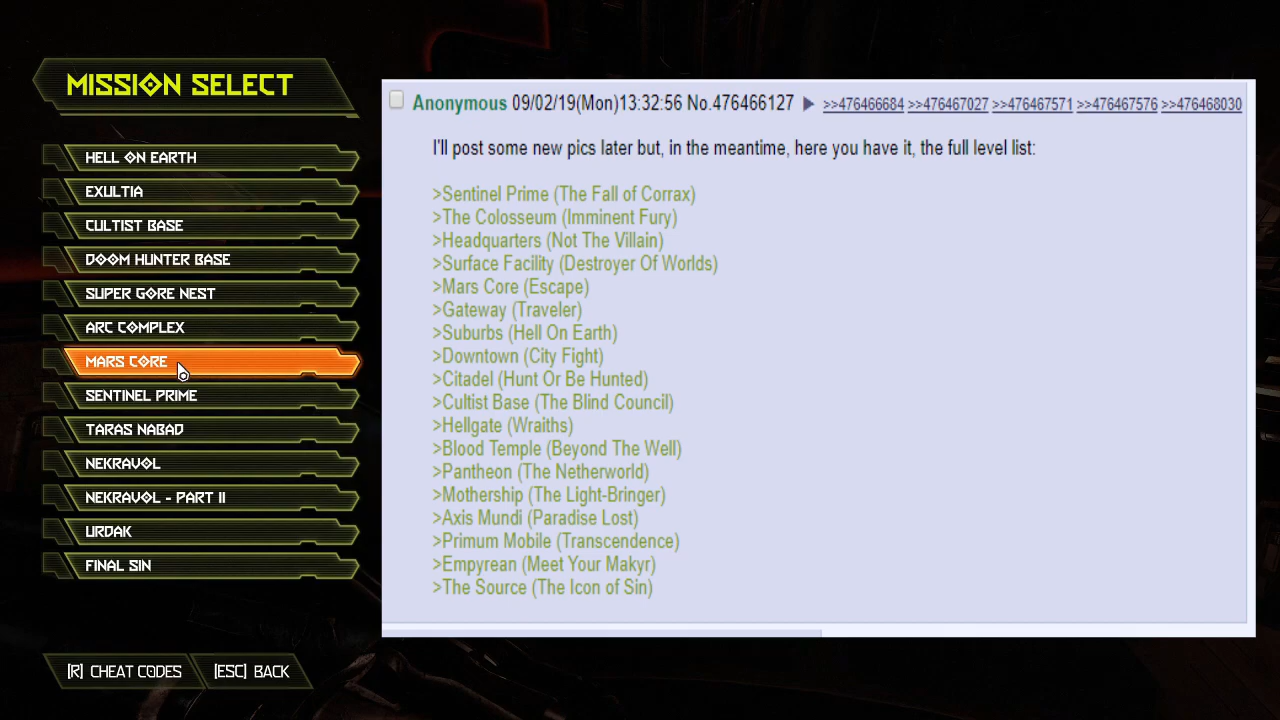 MISSION SELECT
HELL ON EARTH
EXULTIA
CULTIST BASE
DOOM HUNTER BASE
SUPER GORE NEST
ARC COMPLEX
MARS CORE
SENTINEL PRIME
TARAS NABAD
NEKRAVOL
NEKRAVOL - PART II
URDAK
FINAL SIN
[R] CHEAT CODES [ESC] BACK
Anonymous 09/02/19(Mon)13:32:56 No.476466127 ▶ >>476466684 >>476467027 >>476467571 >>476467576 >>476468030
I'll post some new pics later but, in the meantime, here you have it, the full level list:
>Sentinel Prime (The Fall of Corrax)
>The Colosseum (Imminent Fury)
>Headquarters (Not The Villain)
>Surface Facility (Destroyer Of Worlds)
>Mars Core (Escape)
>Gateway (Traveler)
>Suburbs (Hell On Earth)
>Downtown (City Fight)
>Citadel (Hunt Or Be Hunted)
>Cultist Base (The Blind Council)
>Hellgate (Wraiths)
>Blood Temple (Beyond The Well)
>Pantheon (The Netherworld)
>Mothership (The Light-Bringer)
>Axis Mundi (Paradise Lost)
>Primum Mobile (Transcendence)
>Empyrean (Meet Your Makyr)
>The Source (The Icon of Sin)